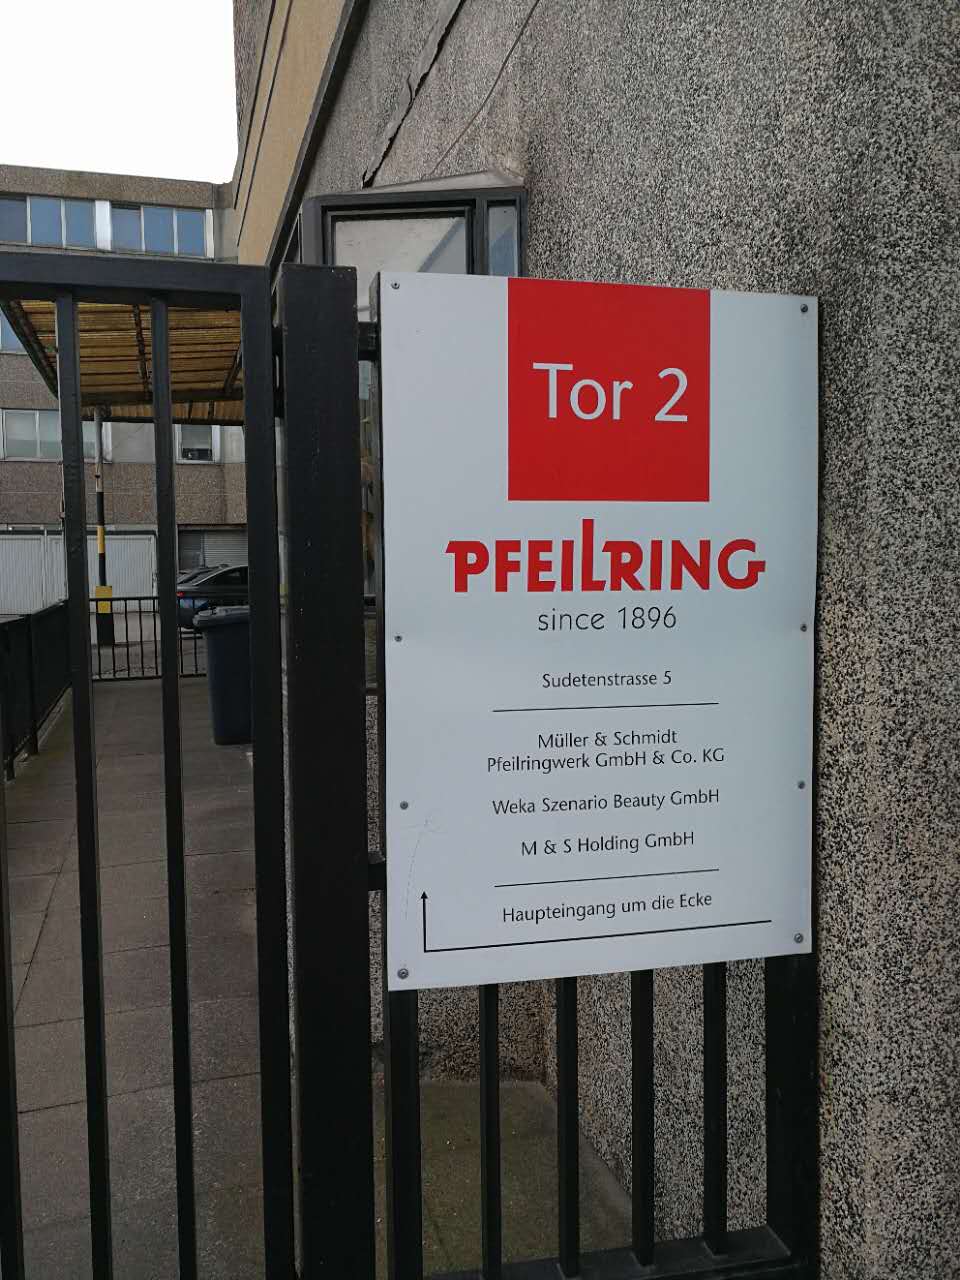 Tor 2
PFEILRING
since 1896
Sudetenstrasse 5
Müller & Schmidt
Pfeilringwerk GmbH & Co. KG
Weka Szenario Beauty GmbH
M & S Holding GmbH
Haupteingang um die Ecke